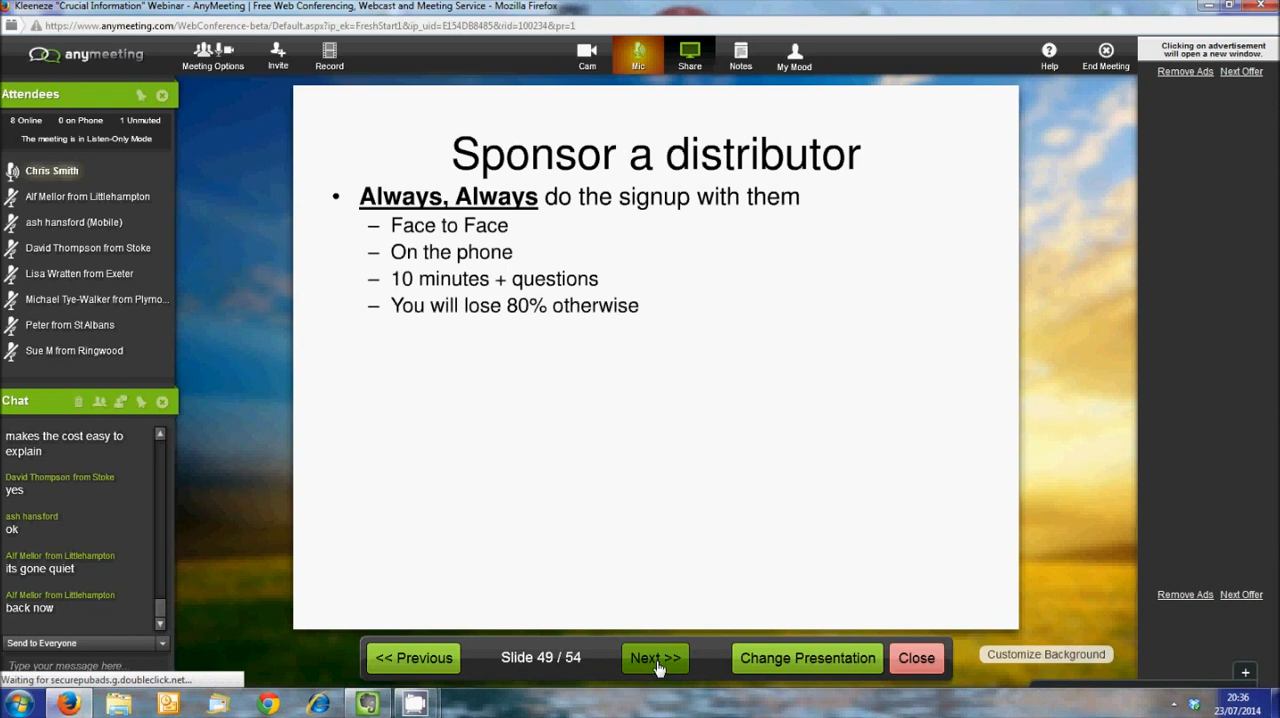 Kleeneze "Crucial Information" Webinar - AnyMeeting | Free Web Conferencing, Webcast and Meeting Service - Mozilla Firefox
https://www.anymeeting.com/WebConference-beta/Default.aspx?ip_ek=FreshStart1&ip_uid=E154DB8485&rid=100234&pr=1
anymeeting
Meeting Options
Invite
Record
Cam
Mic
Share
Notes
My Mood
Help
End Meeting
Clicking on advertisement
will open a new window.
Remove Ads Next Offer
Attendees
8 Online 0 on Phone 1 Unmuted
The meeting is in Listen-Only Mode
Chris Smith
Alf Mellor from Littlehampton
ash hansford (Mobile)
David Thompson from Stoke
Lisa Wratten from Exeter
Michael Tye-Walker from Plymo...
Peter from St Albans
Sue M from Ringwood
Chat
makes the cost easy to
explain
David Thompson from Stoke
yes
ash hansford
ok
Alf Mellor from Littlehampton
its gone quiet
Alf Mellor from Littlehampton
back now
Send to Everyone
Type your message here...
Waiting for securepubads.g.doubleclick.net...
Sponsor a distributor
• Always, Always do the signup with them
– Face to Face
– On the phone
– 10 minutes + questions
– You will lose 80% otherwise
<< Previous
Slide 49 / 54
Next >>
Change Presentation
Close
Customize Background
Remove Ads Next Offer
20:36
23/07/2014